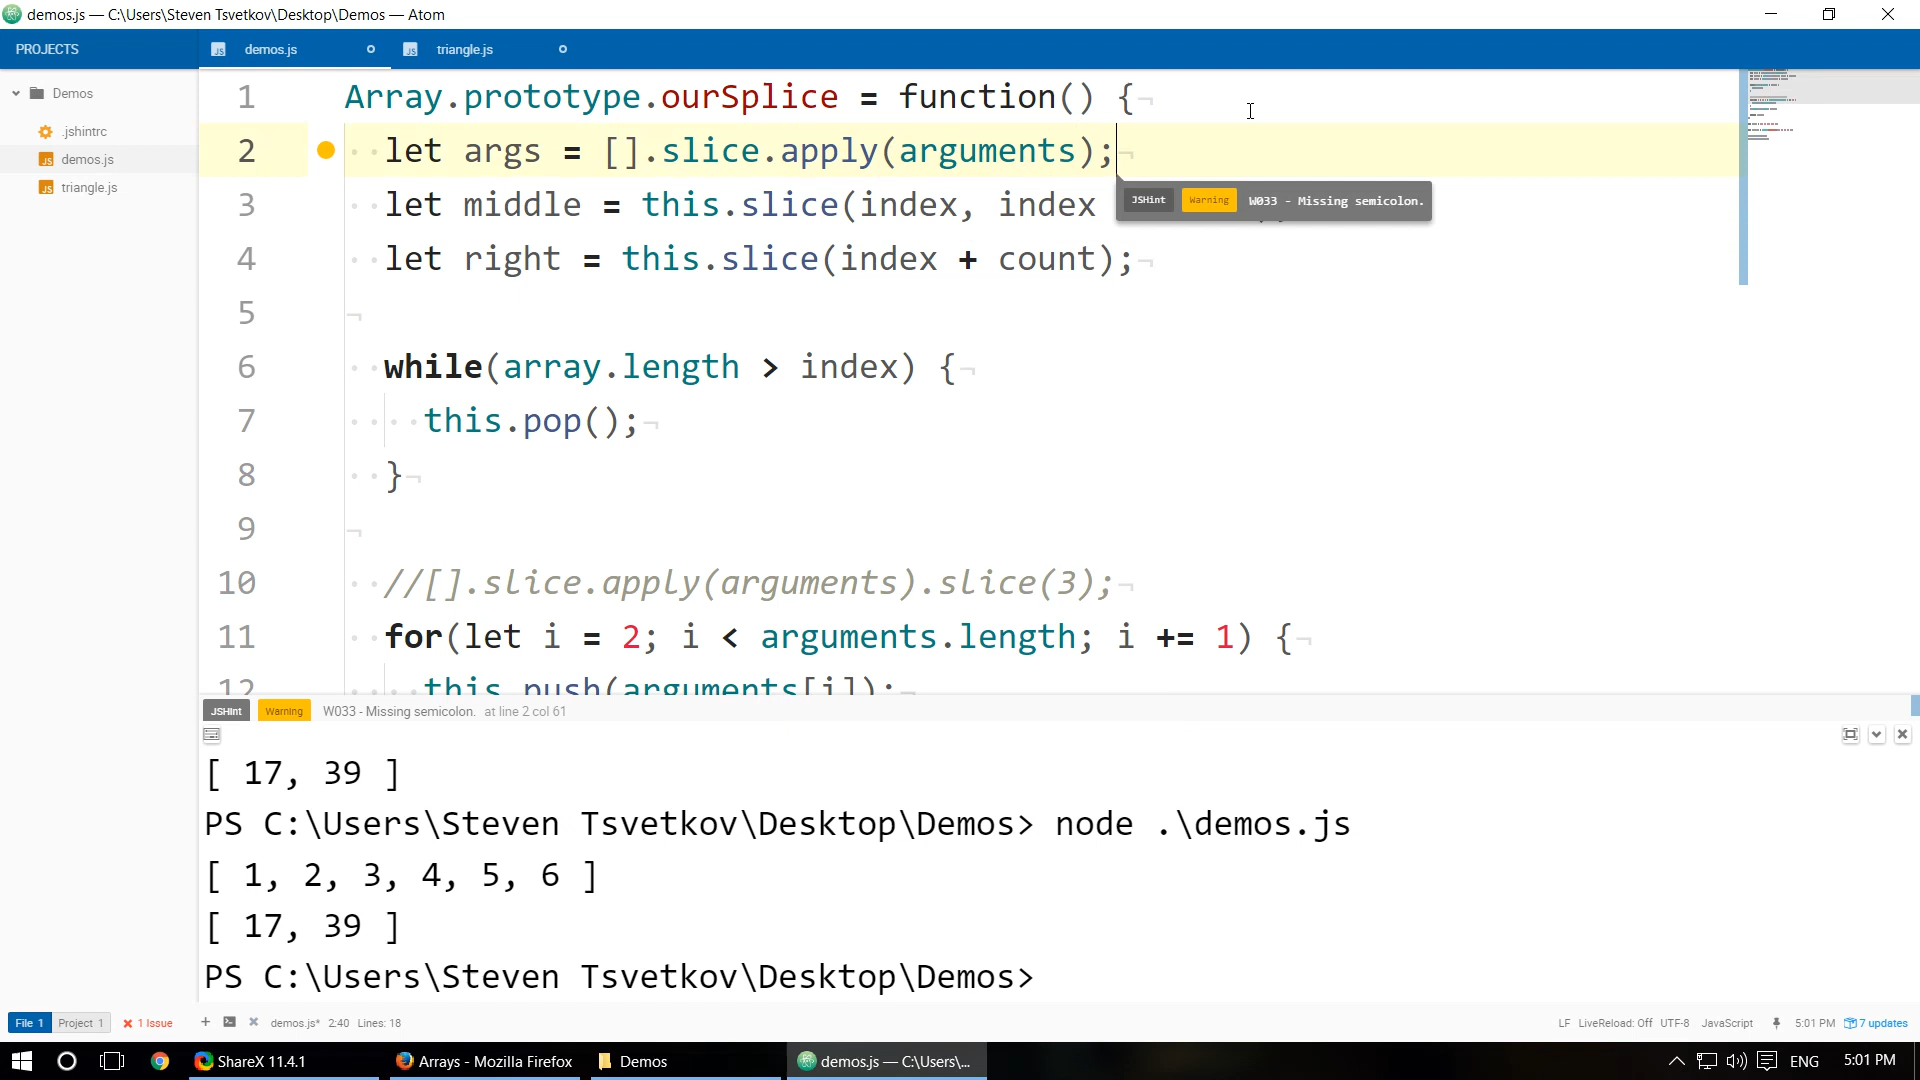 demos.js — C:\Users\Steven Tsvetkov\Desktop\Demos — Atom
PROJECTS
demos.js
triangle.js
Demos
.jshintrc
demos.js
triangle.js
1 Array.prototype.ourSplice = function() {
2 let args = [].slice.apply(arguments);
3 let middle = this.slice(index, index
JSHint Warning W033 - Missing semicolon.
4 let right = this.slice(index + count);
5
6 while(array.length > index) {
7 this.pop();
8 }
9
10 //[].slice.apply(arguments).slice(3);
11 for(let i = 2; i < arguments.length; i += 1) {
12 this.push(arguments[i]);
JSHint Warning W033 - Missing semicolon. at line 2 col 61
[ 17, 39 ]
PS C:\Users\Steven Tsvetkov\Desktop\Demos> node .\demos.js
[ 1, 2, 3, 4, 5, 6 ]
[ 17, 39 ]
PS C:\Users\Steven Tsvetkov\Desktop\Demos>
File 1 Project 1 1 Issue demos.js* 2:40 Lines: 18
LF LiveReload: Off UTF-8 JavaScript 5:01 PM 7 updates
ShareX 11.4.1
Arrays - Mozilla Firefox
Demos
demos.js — C:\Users\...
ENG
5:01 PM